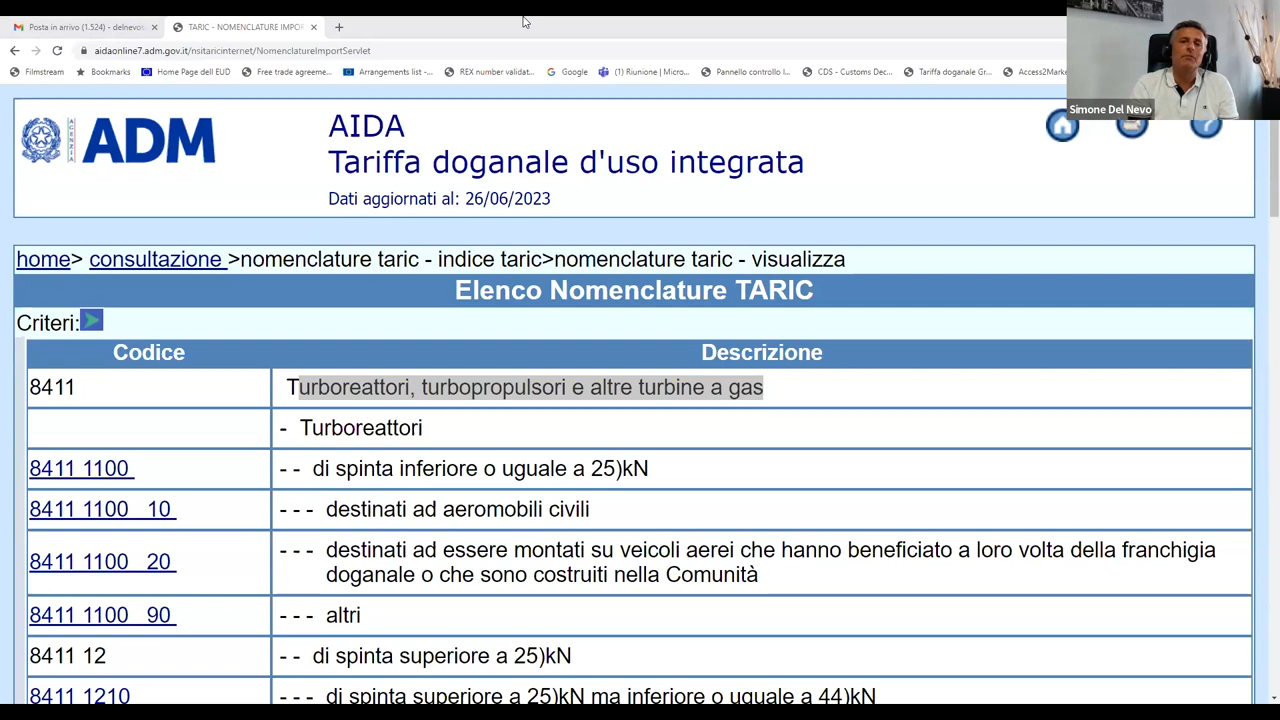 Posta in arrivo (1.524) - delnevos
TARIC - NOMENCLATURE IMPOR
aidaonline7.adm.gov.it/nsitaricinternet/NomenclatureImportServlet
Filmstream
Bookmarks
Home Page dell EUD
Free trade agreeme...
Arrangements list -...
REX number validat...
Google
(1) Riunione | Micro...
Pannello controllo I...
CDS - Customs Dec...
Tariffa doganale Gr...
Access2Marke
Simone Del Nevo
AGENZIA
ADM
AIDA
Tariffa doganale d'uso integrata
Dati aggiornati al: 26/06/2023
home> consultazione >nomenclature taric - indice taric>nomenclature taric - visualizza
Elenco Nomenclature TARIC
Criteri:
Codice Descrizione
8411 Turboreattori, turbopropulsori e altre turbine a gas
- Turboreattori
8411 1100 - - di spinta inferiore o uguale a 25)kN
8411 1100 10 - - - destinati ad aeromobili civili
8411 1100 20 - - - destinati ad essere montati su veicoli aerei che hanno beneficiato a loro volta della franchigia
doganale o che sono costruiti nella Comunità
8411 1100 90 - - - altri
8411 12 - - di spinta superiore a 25)kN
8411 1210 - - - di spinta superiore a 25)kN ma inferiore o uguale a 44)kN